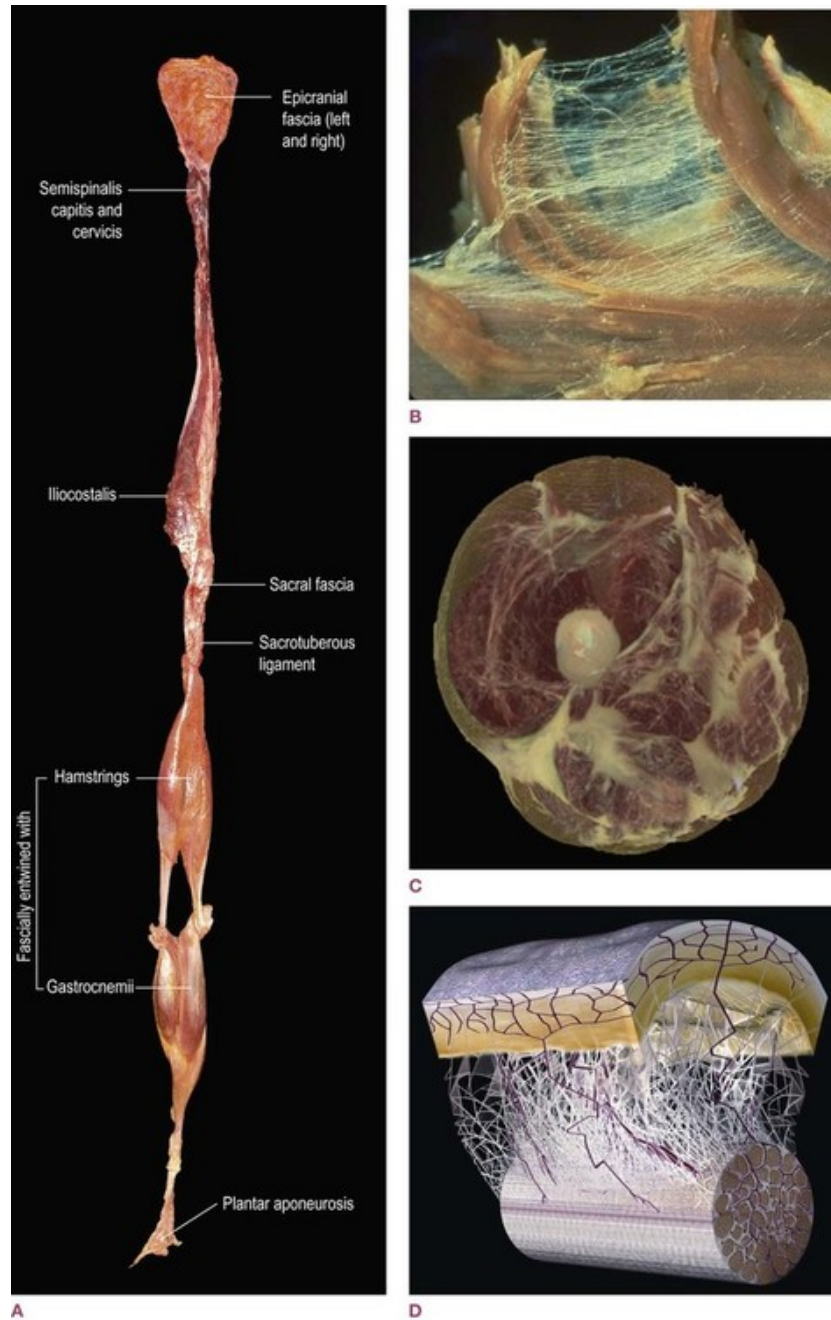 Epicranial
fascia (left
and right)
Semispinalis
capitis and
cervicis
Iliocostalis
Sacral fascia
Sacrotuberous
ligament
Hamstrings
Fascially entwined with
Gastrocnemii
Plantar aponeurosis
A
B
C
D